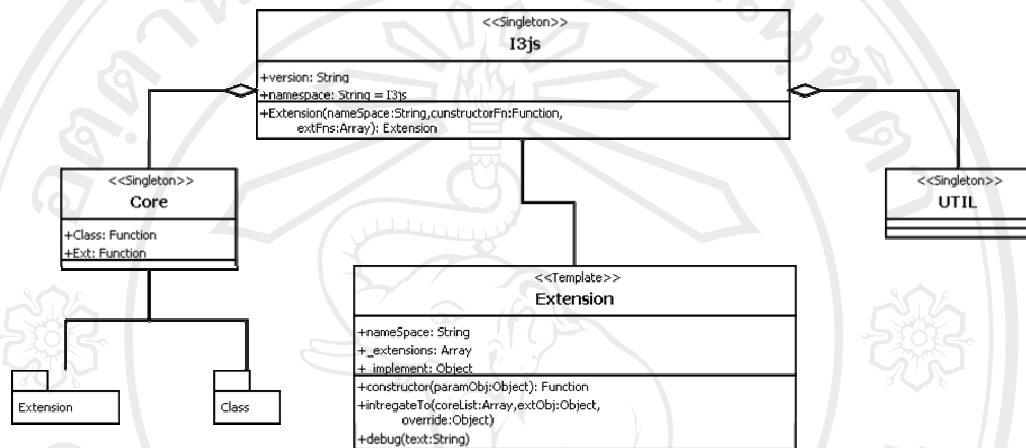 <<Singleton>>
I3js
+version: String
+namespace: String = I3js
+Extension(nameSpace:String,cunstructorFn:Function,
extFns:Array): Extension
<<Singleton>>
Core
+Class: Function
+Ext: Function
<<Singleton>>
UTIL
<<Template>>
Extension
+nameSpace: String
+_extensions: Array
+_implement: Object
+constructor(paramObj:Object): Function
+intregateTo(coreList:Array,extObj:Object,
override:Object)
+debug(text:String)
Extension
Class